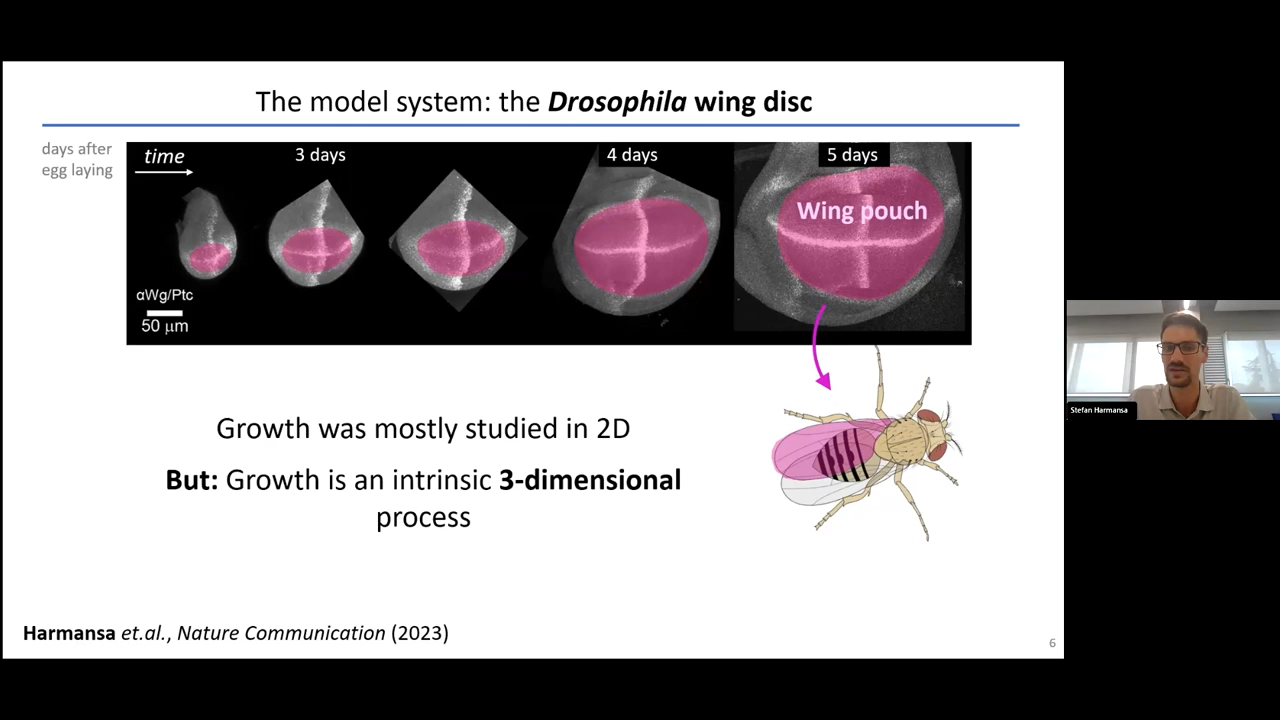 The model system: the Drosophila wing disc
days after
egg laying
time
3 days
4 days
5 days
Wing pouch
αWg/Ptc
50 μm
Growth was mostly studied in 2D
But: Growth is an intrinsic 3-dimensional
process
Harmansa et.al., Nature Communication (2023)
6
Stefan Harmansa